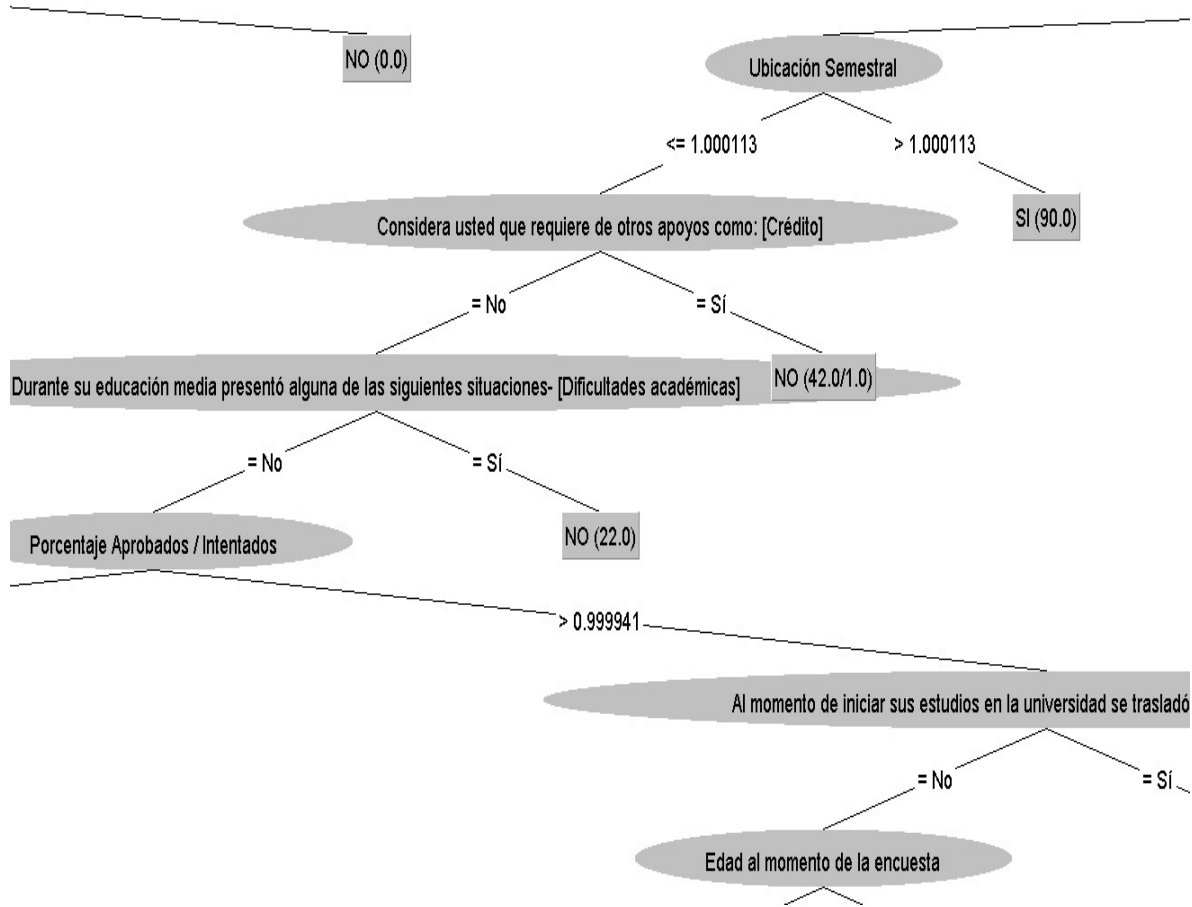 NO (0.0)
Ubicación Semestral
<= 1.000113
> 1.000113
Considera usted que requiere de otros apoyos como: [Crédito]
SI (90.0)
= No
= Sí
Durante su educación media presentó alguna de las siguientes situaciones- [Dificultades académicas]
NO (42.0/1.0)
= No
= Sí
Porcentaje Aprobados / Intentados
NO (22.0)
> 0.999941
Al momento de iniciar sus estudios en la universidad se trasladó
= No
= Sí
Edad al momento de la encuesta